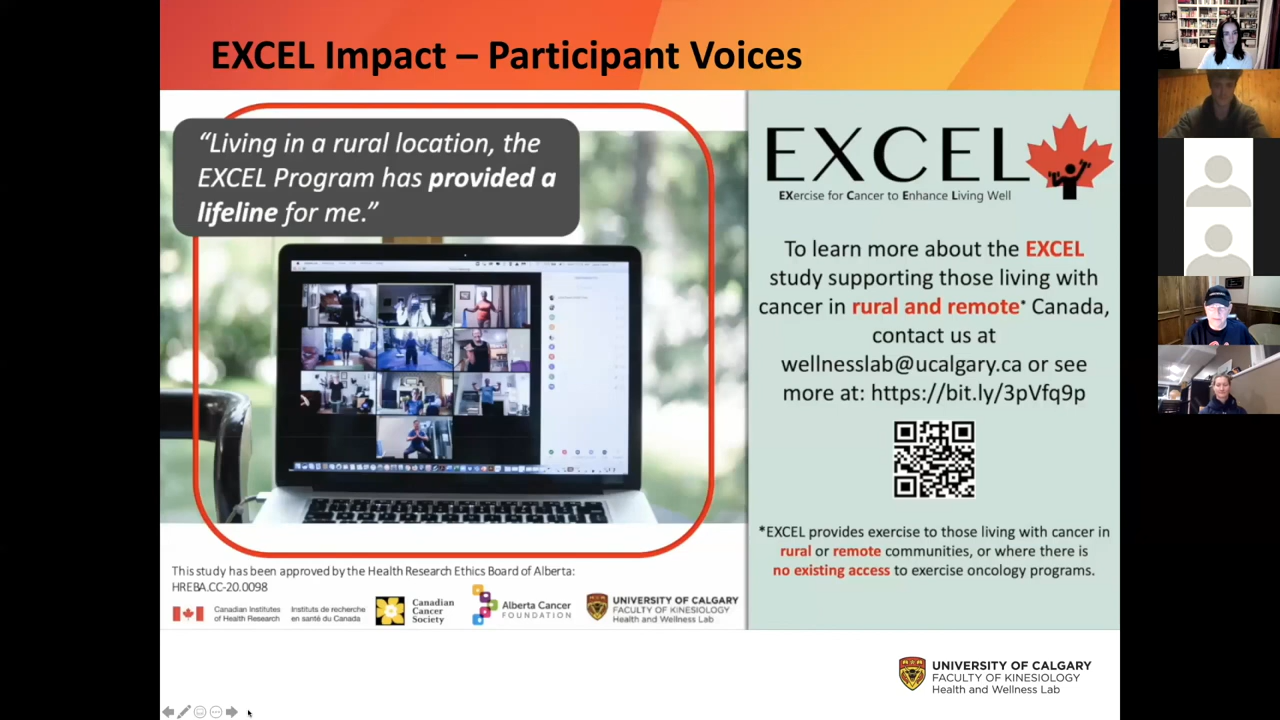 EXCEL Impact – Participant Voices
“Living in a rural location, the
EXCEL Program has provided a
lifeline for me.”
This study has been approved by the Health Research Ethics Board of Alberta:
HREBA.CC-20.0098
Canadian Institutes
of Health Research
Instituts de recherche
en santé du Canada
Canadian
Cancer
Society
Alberta Cancer
FOUNDATION
UNIVERSITY OF CALGARY
FACULTY OF KINESIOLOGY
Health and Wellness Lab
EXCEL
EXercise for Cancer to Enhance Living Well
To learn more about the EXCEL
study supporting those living with
cancer in rural and remote* Canada,
contact us at
wellnesslab@ucalgary.ca or see
more at: https://bit.ly/3pVfq9p
*EXCEL provides exercise to those living with cancer in
rural or remote communities, or where there is
no existing access to exercise oncology programs.
UNIVERSITY OF CALGARY
FACULTY OF KINESIOLOGY
Health and Wellness Lab